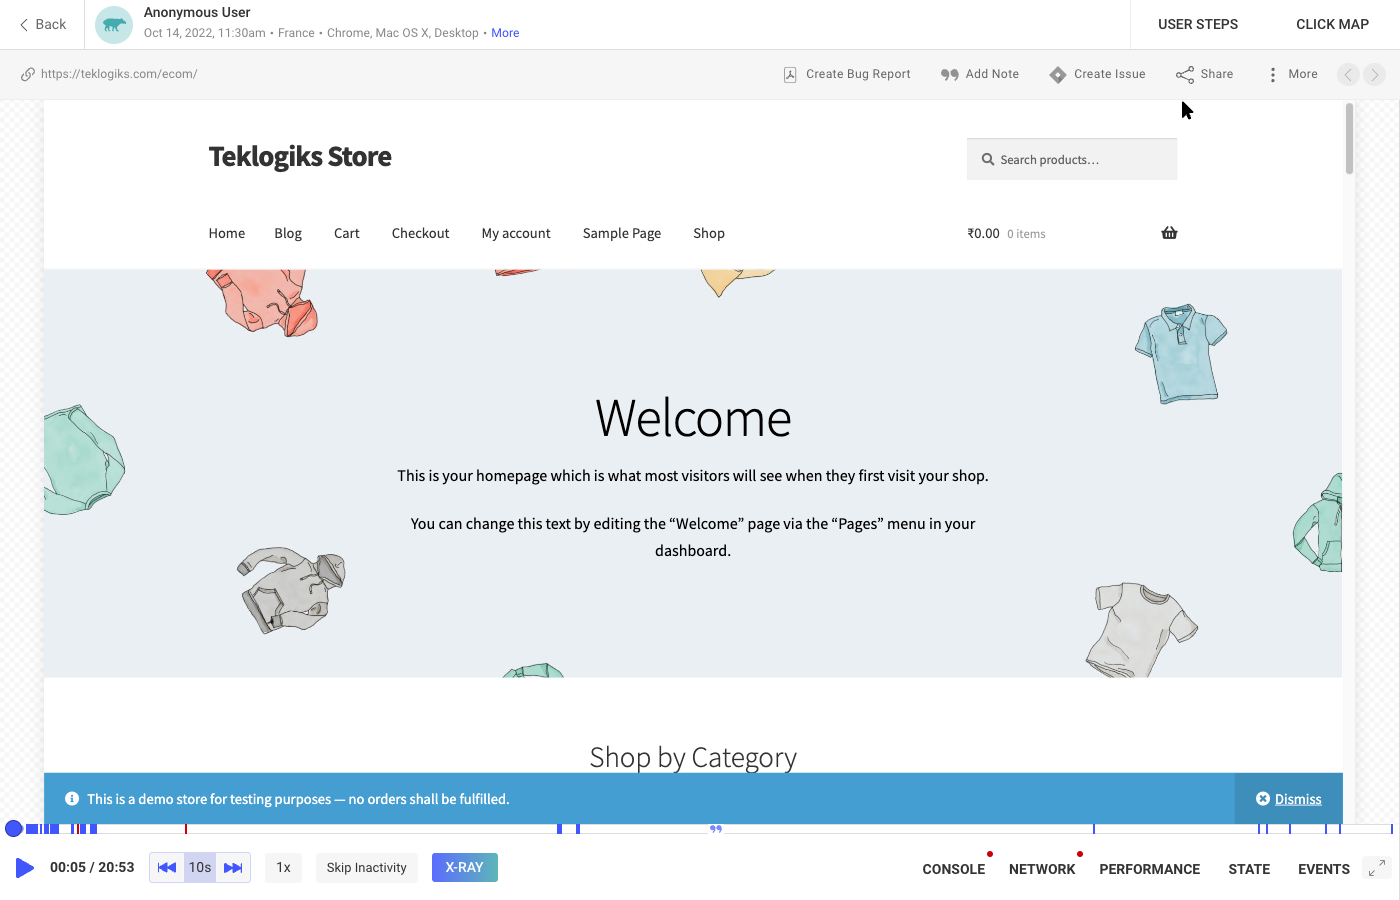 Back
Anonymous User
Oct 14, 2022, 11:30am • France • Chrome, Mac OS X, Desktop • More
USER STEPS
CLICK MAP
https://teklogiks.com/ecom/
Create Bug Report
Add Note
Create Issue
Share
More
Teklogiks Store
Search products…
Home
Blog
Cart
Checkout
My account
Sample Page
Shop
₹0.00 0 items
Welcome
This is your homepage which is what most visitors will see when they first visit your shop.
You can change this text by editing the “Welcome” page via the “Pages” menu in your
dashboard.
Shop by Category
This is a demo store for testing purposes — no orders shall be fulfilled.
Dismiss
00:05 / 20:53
10s
1x
Skip Inactivity
X-RAY
CONSOLE
NETWORK
PERFORMANCE
STATE
EVENTS